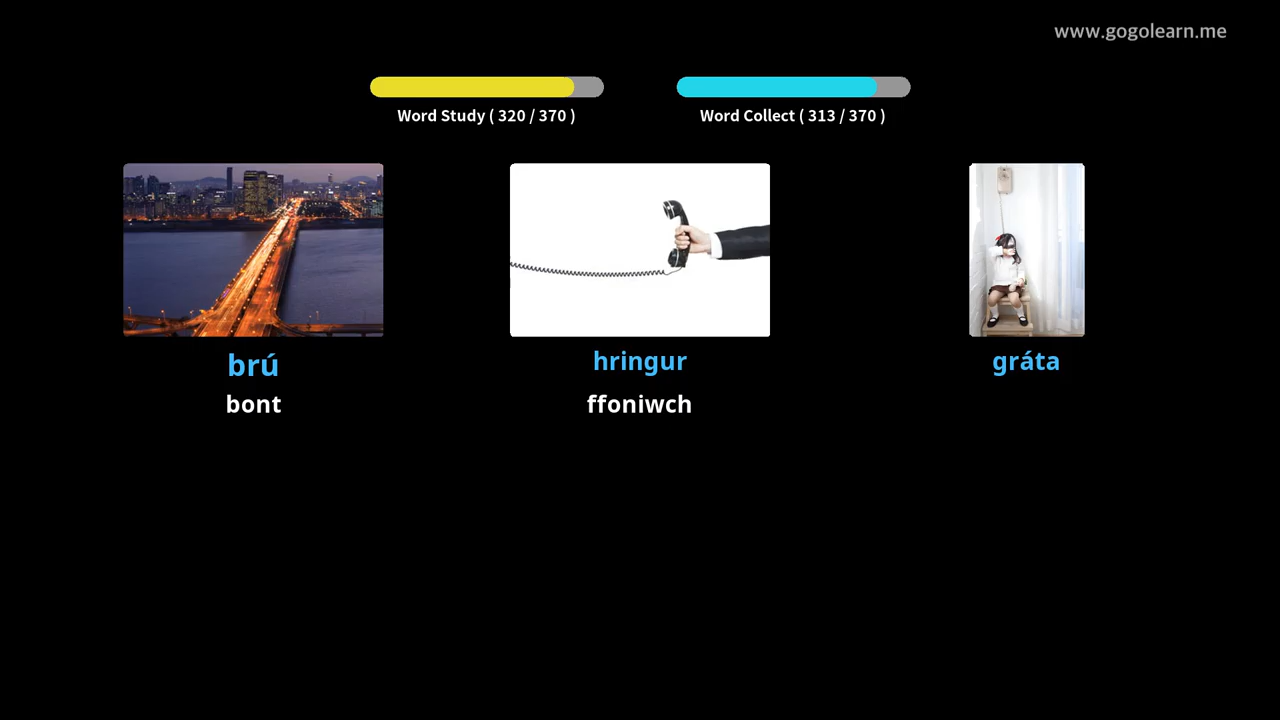 www.gogolearn.me
Word Study ( 320 / 370 )
Word Collect ( 313 / 370 )
brú
hringur
gráta
bont
ffoniwch